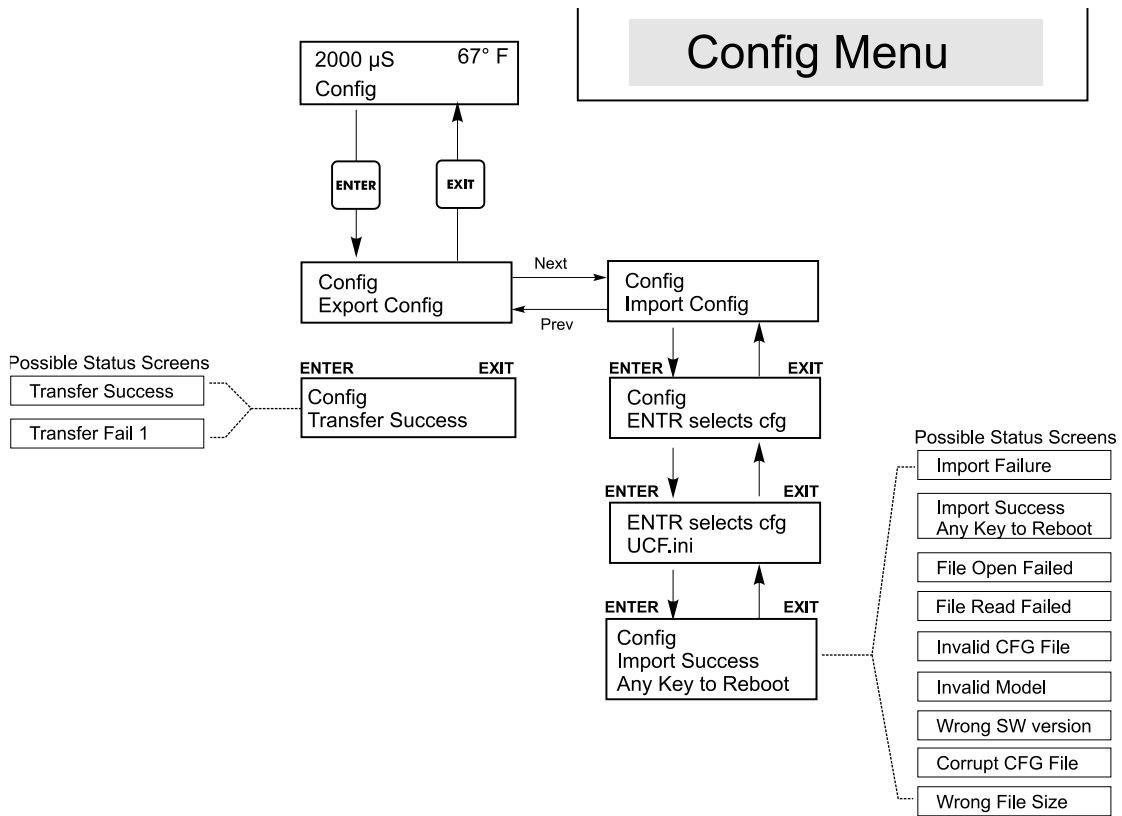 Config Menu
2000 µS 67° F
Config
ENTER
EXIT
Config
Export Config
Next
Prev
Config
Import Config
Possible Status Screens
Transfer Success
Transfer Fail 1
ENTER EXIT
Config
Transfer Success
ENTER EXIT
Config
ENTR selects cfg
ENTER EXIT
ENTR selects cfg
UCF.ini
ENTER EXIT
Config
Import Success
Any Key to Reboot
Possible Status Screens
Import Failure
Import Success
Any Key to Reboot
File Open Failed
File Read Failed
Invalid CFG File
Invalid Model
Wrong SW version
Corrupt CFG File
Wrong File Size